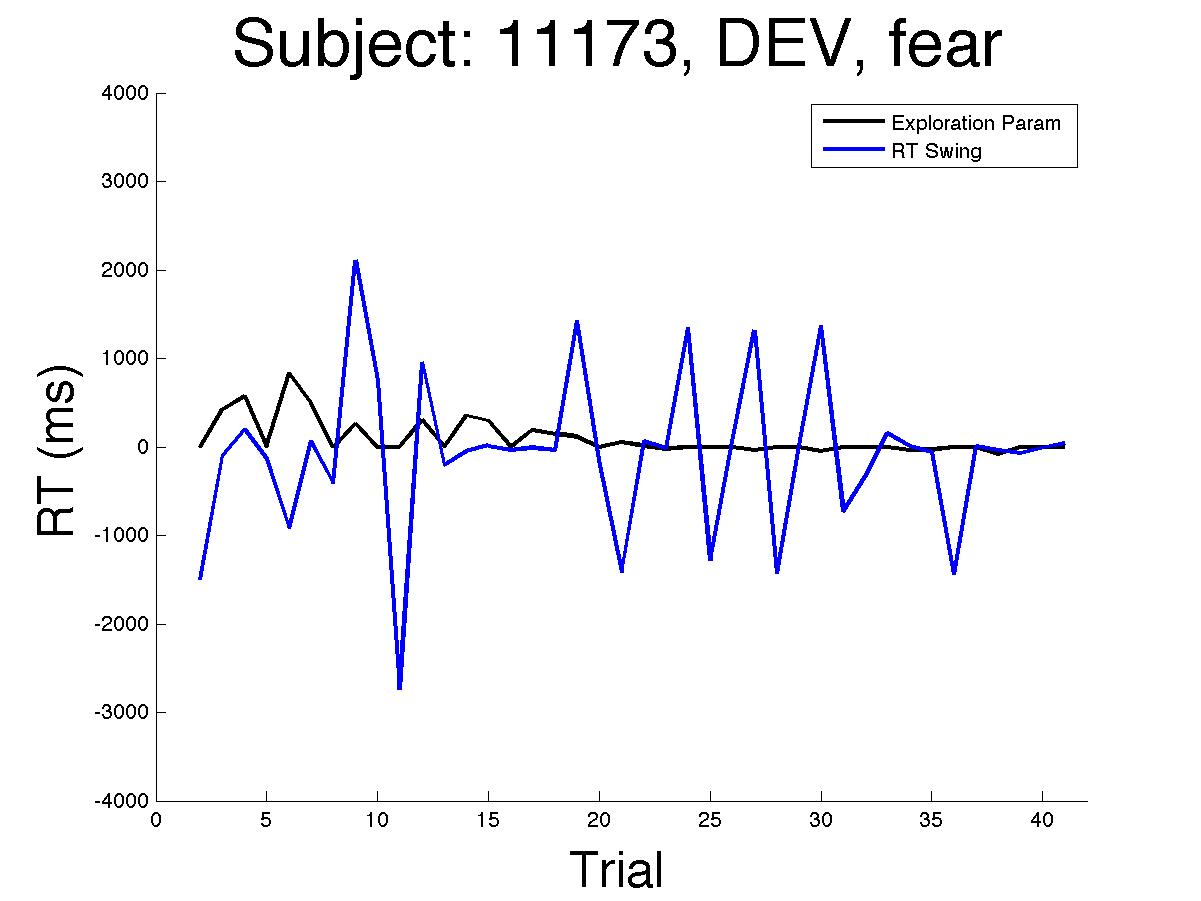 Subject: 11173, DEV, fear
Exploration Param
RT Swing
4000
3000
2000
1000
0
-1000
-2000
-3000
-4000
RT (ms)
0 5 10 15 20 25 30 35 40
Trial